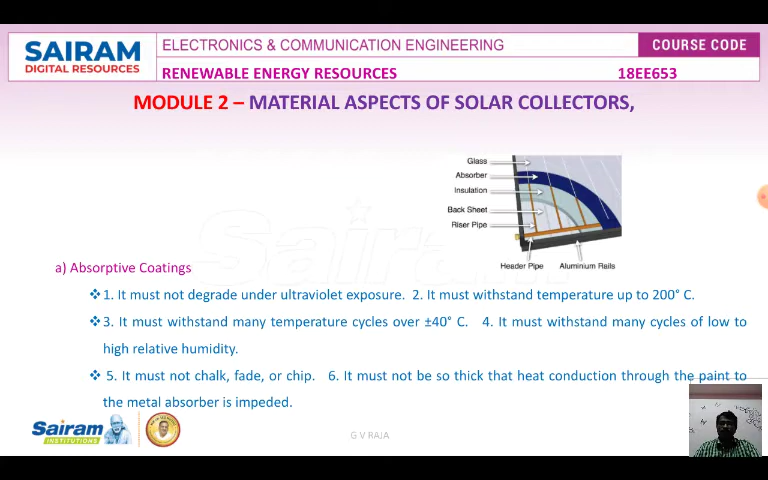 SAIRAM
DIGITAL RESOURCES
ELECTRONICS & COMMUNICATION ENGINEERING
COURSE CODE
RENEWABLE ENERGY RESOURCES 18EE653
MODULE 2 – MATERIAL ASPECTS OF SOLAR COLLECTORS,
Glass
Absorber
Insulation
Back Sheet
Riser Pipe
Header Pipe Aluminium Rails
Sairam
a) Absorptive Coatings
❖1. It must not degrade under ultraviolet exposure. 2. It must withstand temperature up to 200° C.
❖3. It must withstand many temperature cycles over ±40° C. 4. It must withstand many cycles of low to
high relative humidity.
❖ 5. It must not chalk, fade, or chip. 6. It must not be so thick that heat conduction through the paint to
the metal absorber is impeded.
Sairam
INSTITUTIONS
G V RAJA